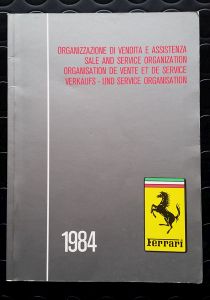 ORGANIZZAZIONE DI VENDITA E ASSISTENZA
SALE AND SERVICE ORGANIZATION
ORGANISATION DE VENTE ET DE SERVICE
VERKAUFS - UND SERVICE ORGANISATION
1984
Ferrari